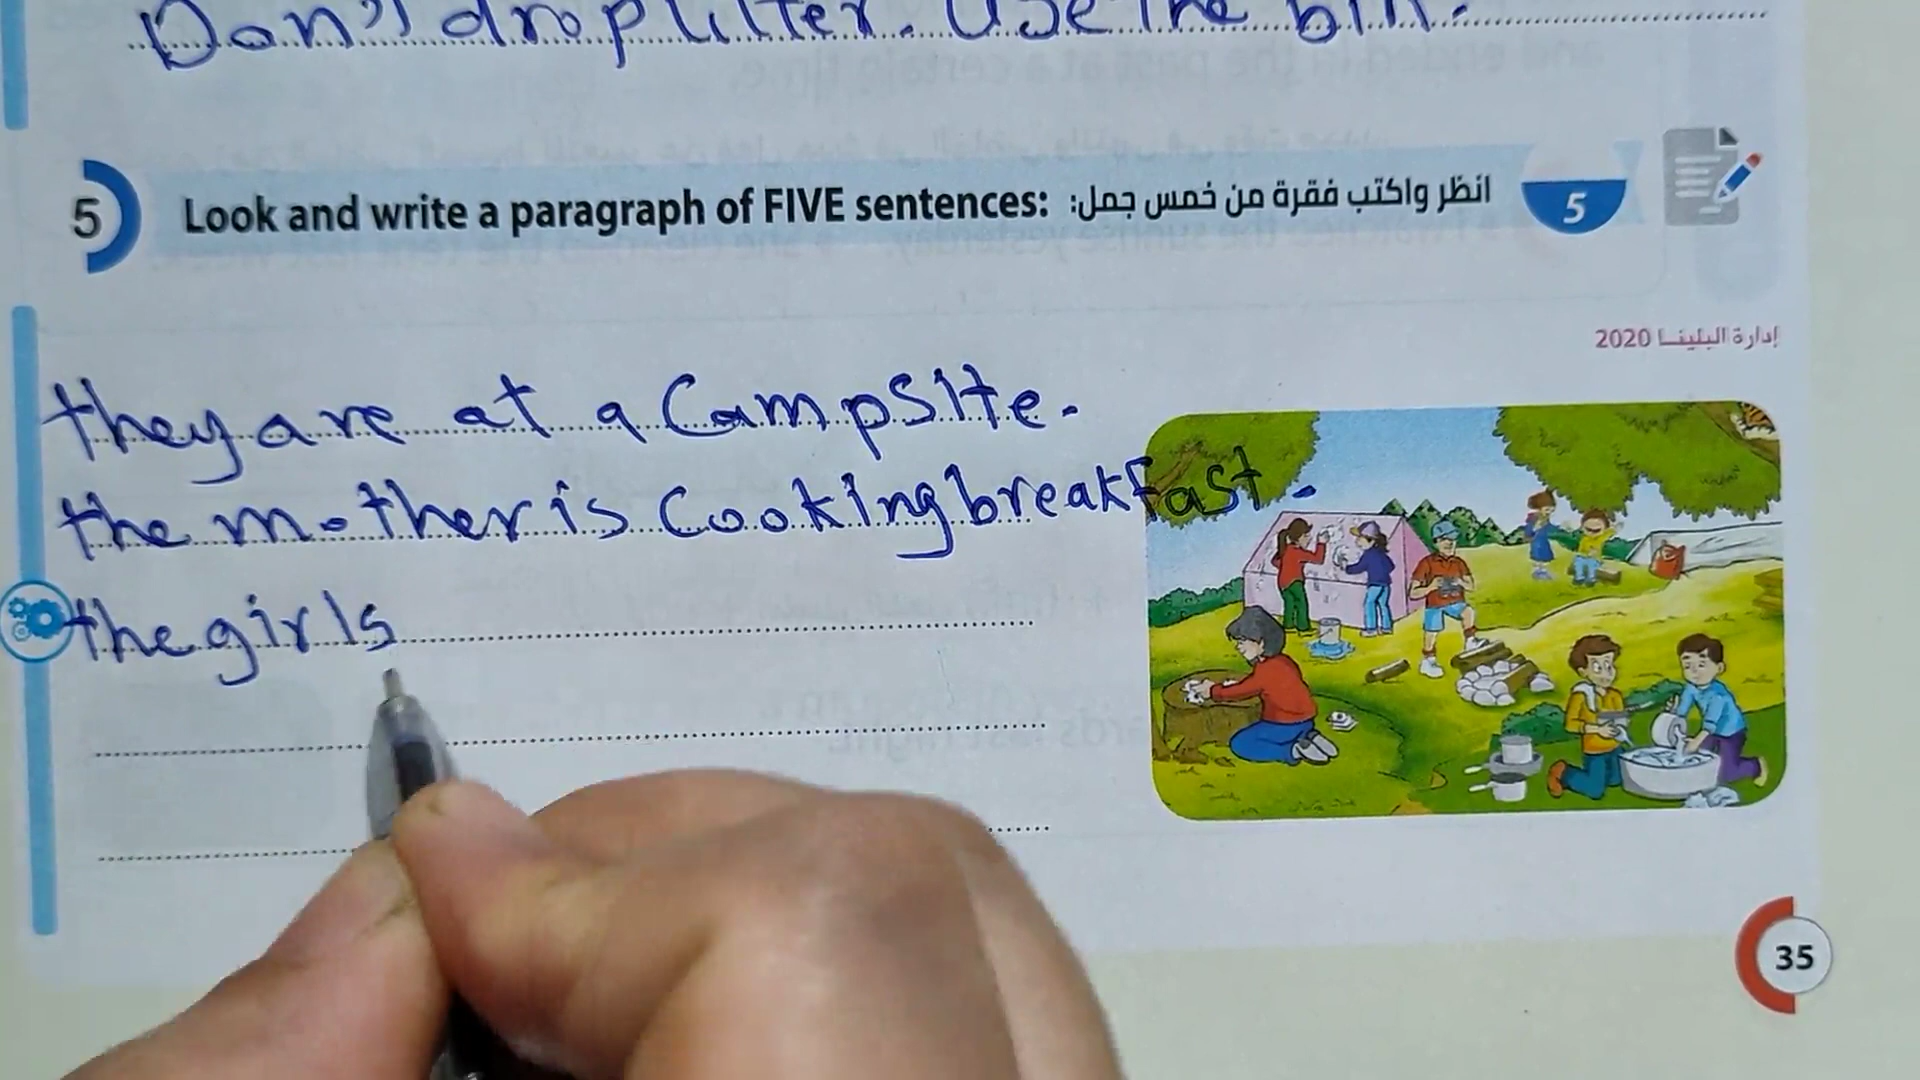 Don't drop litter. Use the bin.
5 Look and write a paragraph of FIVE sentences: انظر واكتب فقرة من خمس جمل: 5
إدارة البلينا 2020
they are at a Campsite.
the mother is Cooking breakfast.
the girls
35